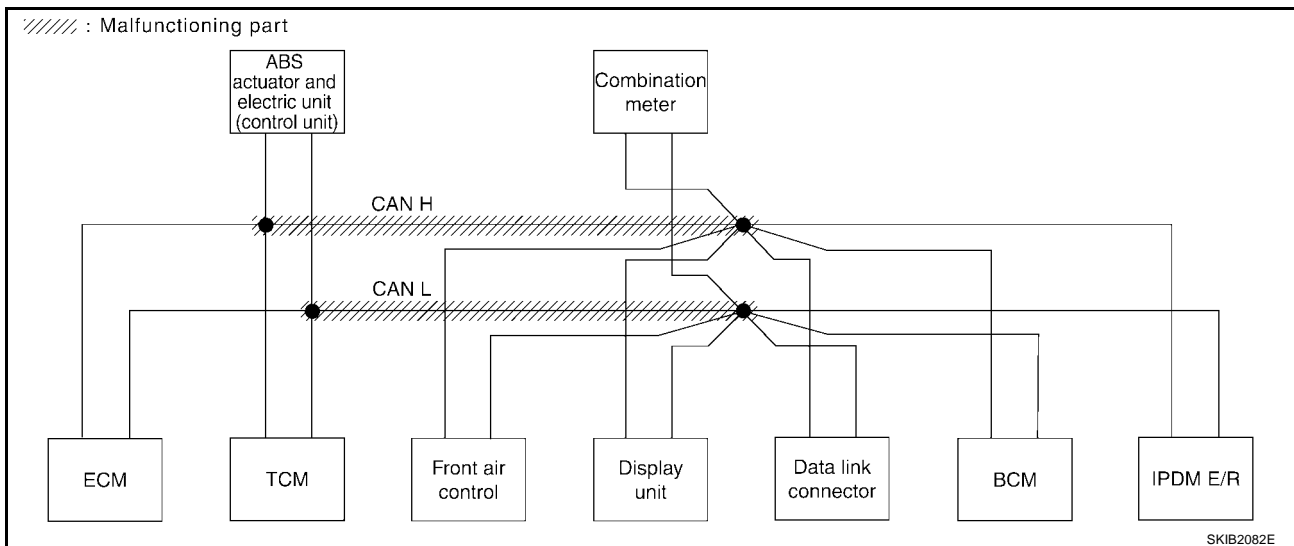 : Malfunctioning part
ABS
actuator and
electric unit
(control unit)
Combination
meter
CAN H
CAN L
ECM
TCM
Front air
control
Display
unit
Data link
connector
BCM
IPDM E/R
SKIB2082E